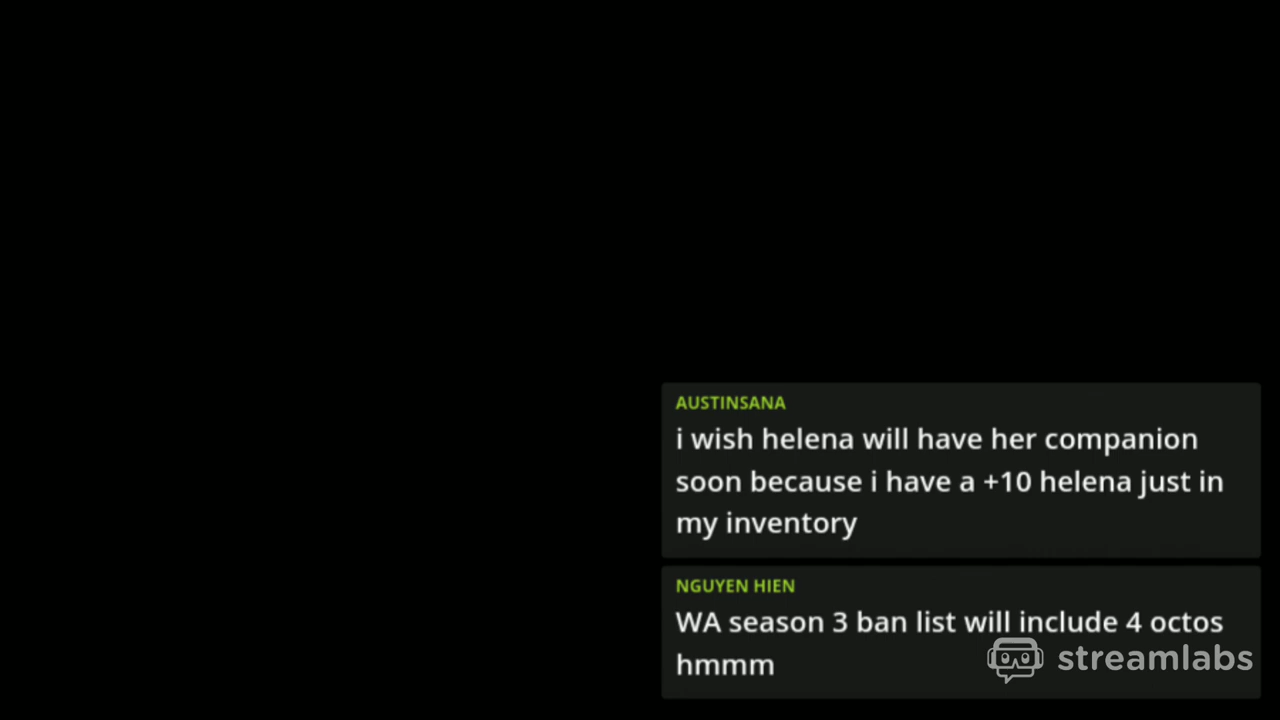 AUSTINSANA
i wish helena will have her companion
soon because i have a +10 helena just in
my inventory
NGUYEN HIEN
WA season 3 ban list will include 4 octos
hmmm
streamlabs